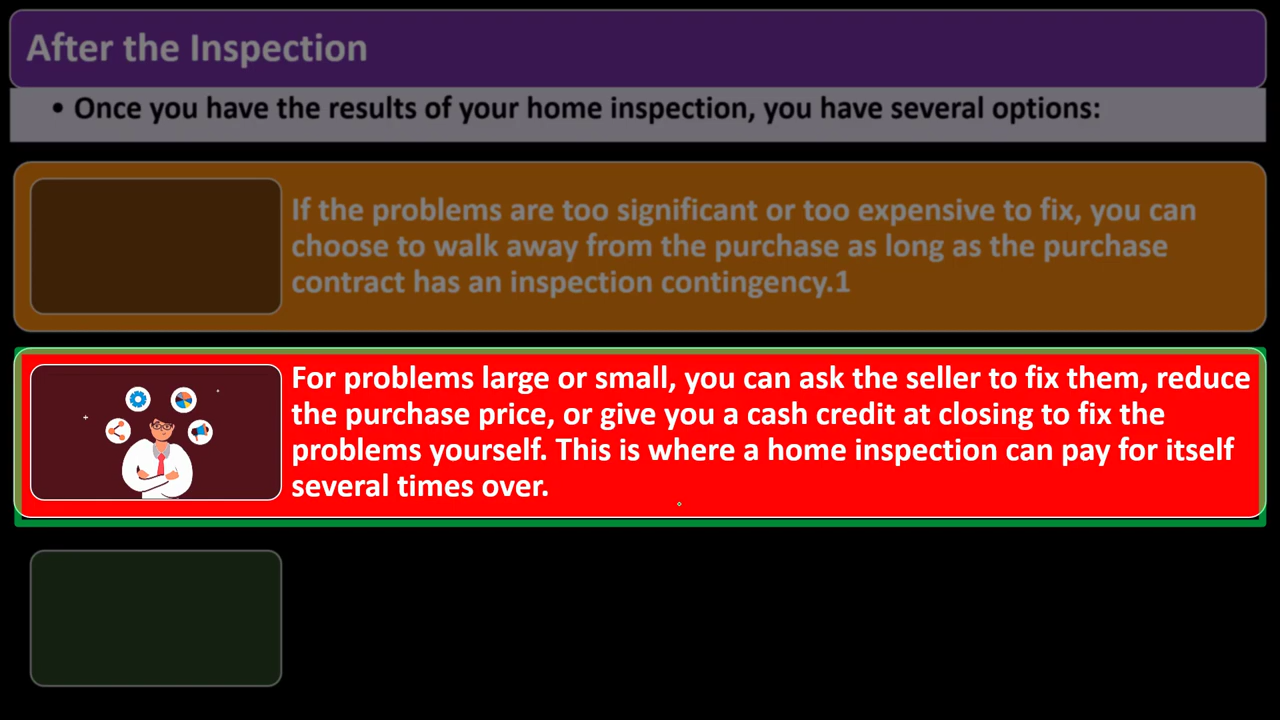 After the Inspection
• Once you have the results of your home inspection, you have several options:
If the problems are too significant or too expensive to fix, you can
choose to walk away from the purchase as long as the purchase
contract has an inspection contingency.1
For problems large or small, you can ask the seller to fix them, reduce
the purchase price, or give you a cash credit at closing to fix the
problems yourself. This is where a home inspection can pay for itself
several times over.